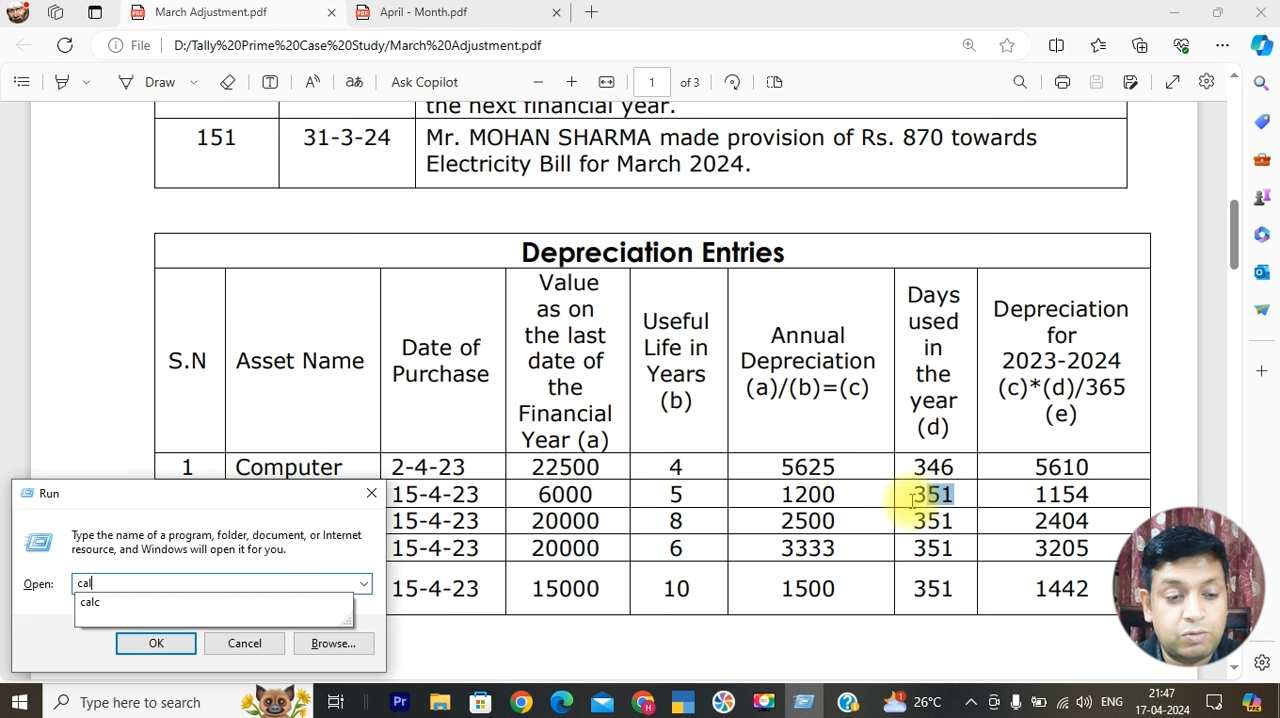 March Adjustment.pdf
April - Month.pdf
File
D:/Tally%20Prime%20Case%20Study/March%20Adjustment.pdf
Draw
aあ
Ask Copilot
1 of 3
the next financial year.
151 31-3-24 Mr. MOHAN SHARMA made provision of Rs. 870 towards
Electricity Bill for March 2024.
Depreciation Entries
S.N
Asset Name
Date of
Purchase
Value
as on
the last
date of
the
Financial
Year (a)
Useful
Life in
Years
(b)
Annual
Depreciation
(a)/(b)=(c)
Days
used
in
the
year
(d)
Depreciation
for
2023-2024
(c)*(d)/365
(e)
1 Computer 2-4-23 22500 4 5625 346 5610
15-4-23 6000 5 1200 351 1154
15-4-23 20000 8 2500 351 2404
15-4-23 20000 6 3333 351 3205
15-4-23 15000 10 1500 351 1442
Run
Type the name of a program, folder, document, or Internet
resource, and Windows will open it for you.
Open: cal
calc
OK Cancel Browse...
Type here to search
Pr
26°C
ENG
21:47
17-04-2024